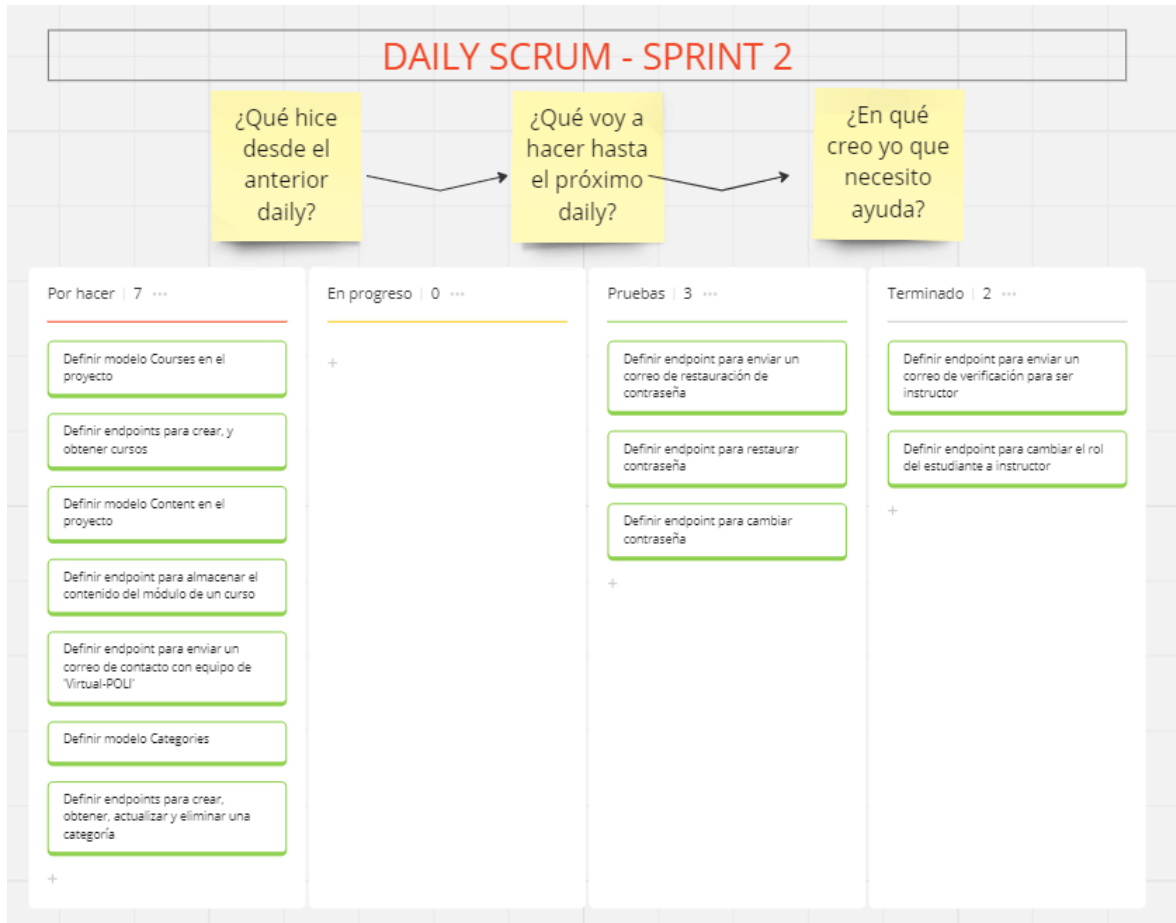 DAILY SCRUM - SPRINT 2
¿Qué hice
desde el
anterior
daily?
¿Qué voy a
hacer hasta
el próximo
daily?
¿En qué
creo yo que
necesito
ayuda?
Por hacer | 7 ···
Definir modelo Courses en el
proyecto
Definir endpoints para crear, y
obtener cursos
Definir modelo Content en el
proyecto
Definir endpoint para almacenar el
contenido del módulo de un curso
Definir endpoint para enviar un
correo de contacto con equipo de
'Virtual-POLI'
Definir modelo Categories
Definir endpoints para crear,
obtener, actualizar y eliminar una
categoría
+
En progreso | 0 ···
+
Pruebas | 3 ···
Definir endpoint para enviar un
correo de restauración de
contraseña
Definir endpoint para restaurar
contraseña
Definir endpoint para cambiar
contraseña
+
Terminado | 2 ···
Definir endpoint para enviar un
correo de verificación para ser
instructor
Definir endpoint para cambiar el rol
del estudiante a instructor
+